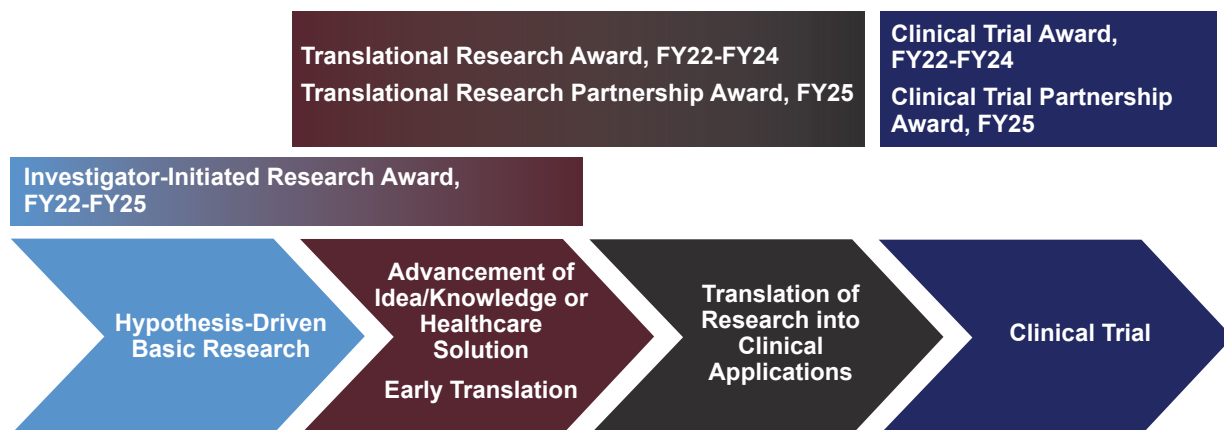 Translational Research Award, FY22-FY24
Translational Research Partnership Award, FY25
Clinical Trial Award,
FY22-FY24
Clinical Trial Partnership
Award, FY25
Investigator-Initiated Research Award,
FY22-FY25
Hypothesis-Driven
Basic Research
Advancement of
Idea/Knowledge or
Healthcare
Solution
Early Translation
Translation of
Research into
Clinical
Applications
Clinical Trial